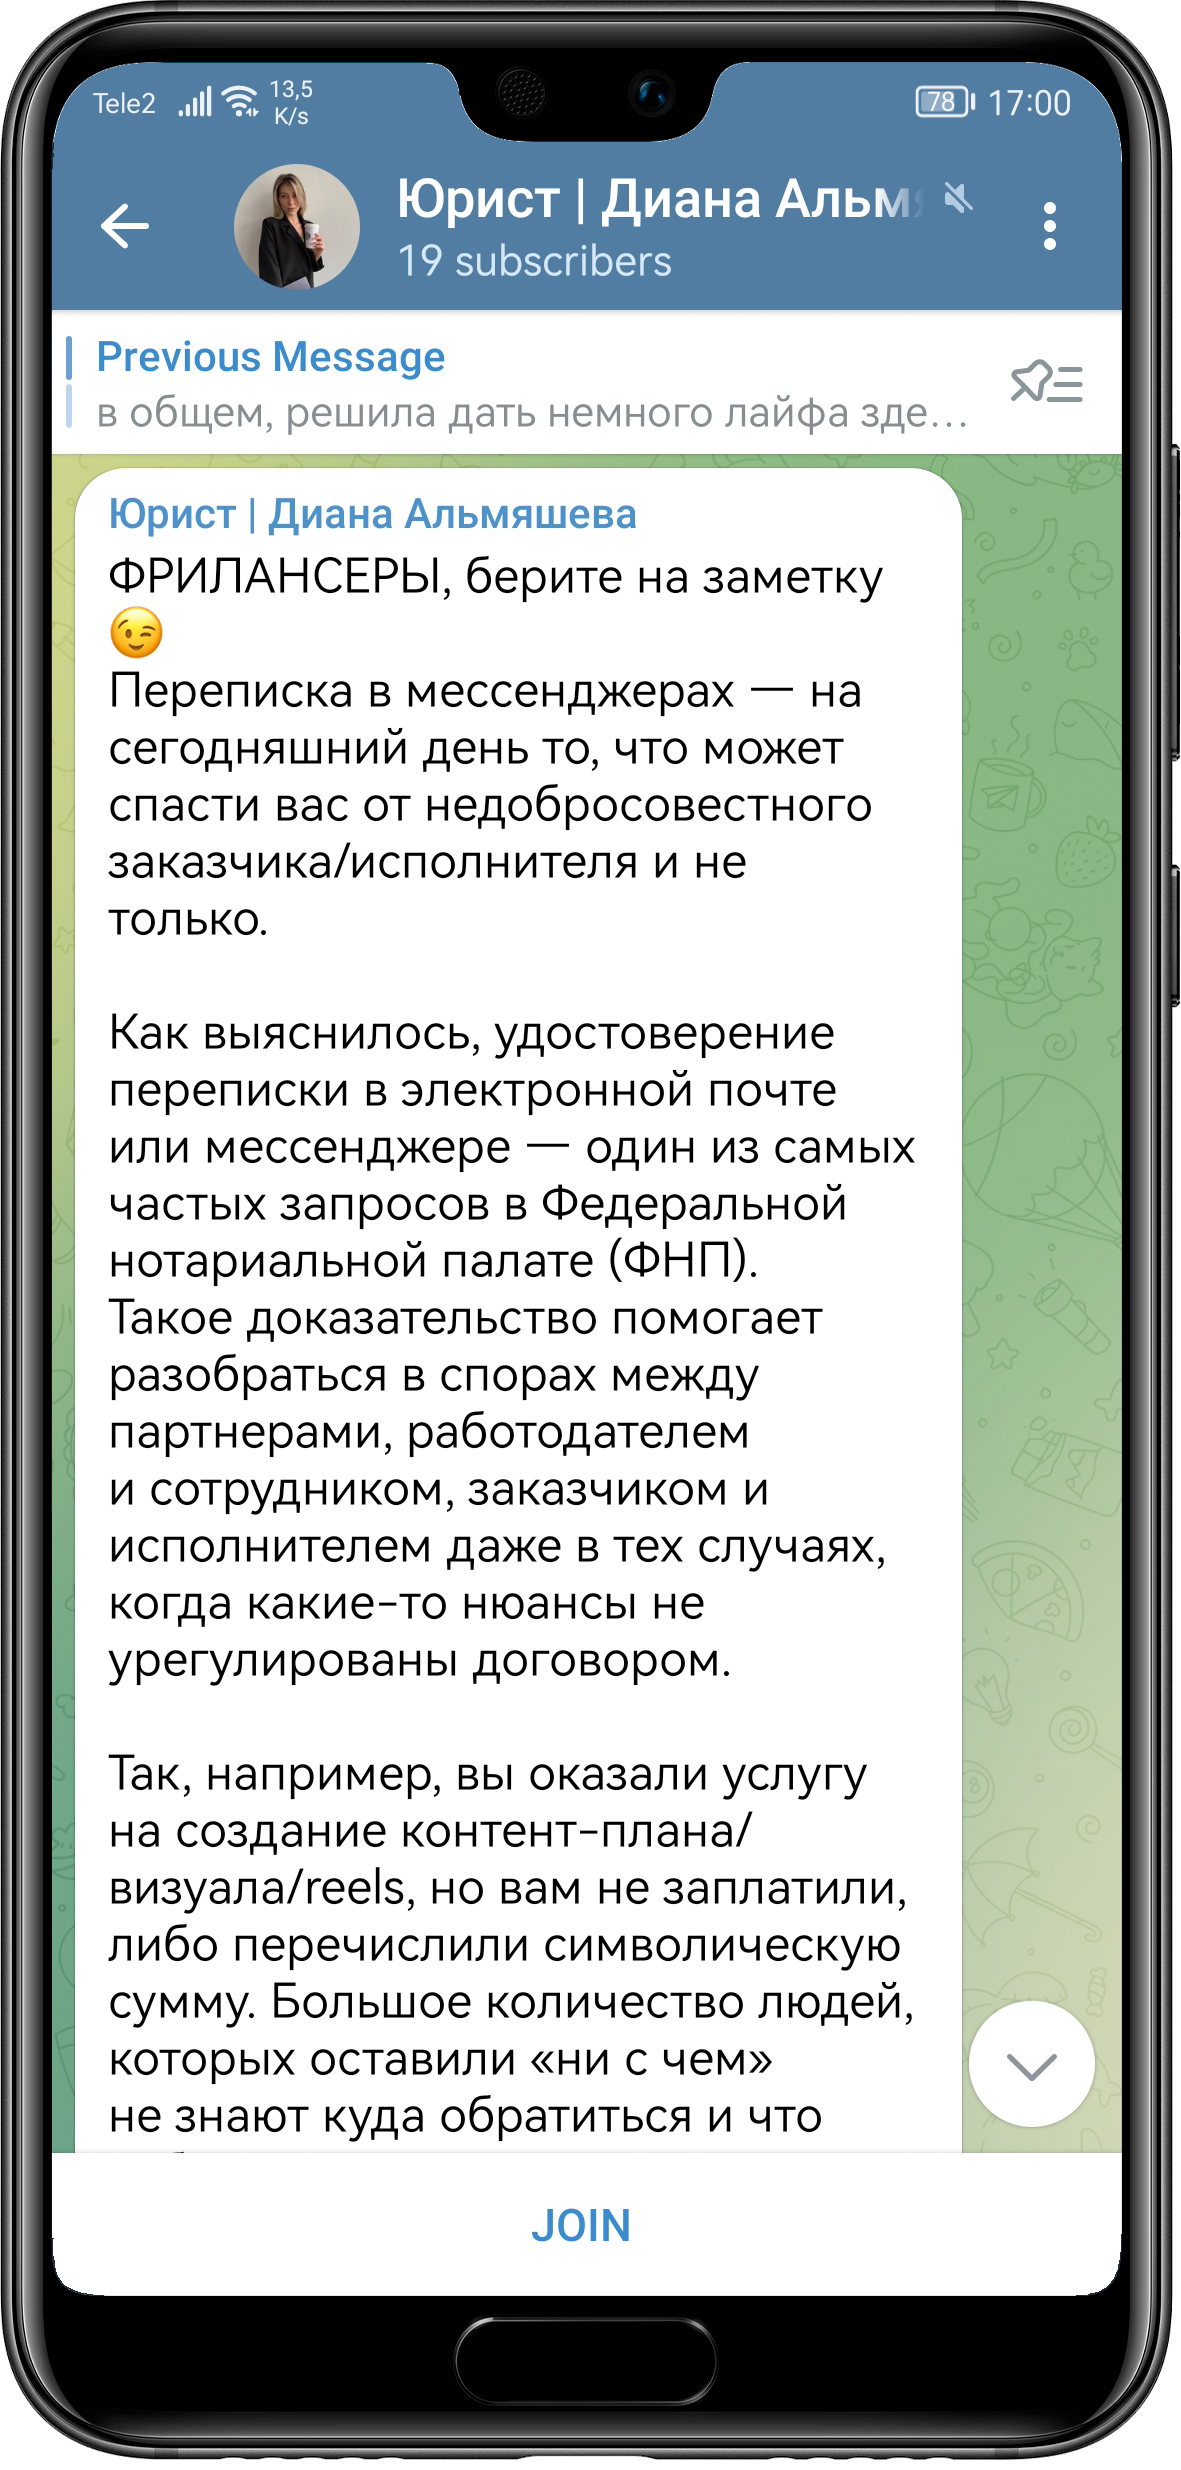 Tele2 13,5 K/s 78 17:00
Юрист | Диана Альм
19 subscribers
Previous Message
в общем, решила дать немного лайфа зде...
Юрист | Диана Альмяшева
ФРИЛАНСЕРЫ, берите на заметку
😉
Переписка в мессенджерах — на
сегодняшний день то, что может
спасти вас от недобросовестного
заказчика/исполнителя и не
только.
Как выяснилось, удостоверение
переписки в электронной почте
или мессенджере — один из самых
частых запросов в Федеральной
нотариальной палате (ФНП).
Такое доказательство помогает
разобраться в спорах между
партнерами, работодателем
и сотрудником, заказчиком и
исполнителем даже в тех случаях,
когда какие-то нюансы не
урегулированы договором.
Так, например, вы оказали услугу
на создание контент-плана/
визуала/reels, но вам не заплатили,
либо перечислили символическую
сумму. Большое количество людей,
которых оставили «ни с чем»
не знают куда обратиться и что
JOIN